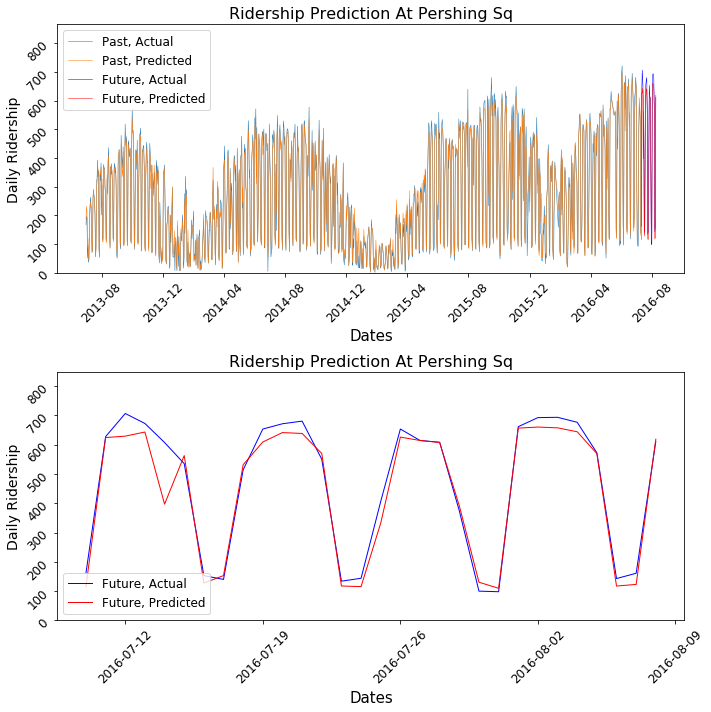 Ridership Prediction At Pershing Sq
800
700
600
500
400
300
200
100
0
Daily Ridership
Past, Actual
Past, Predicted
Future, Actual
Future, Predicted
2013-08
2013-12
2014-04
2014-08
2014-12
2015-04
2015-08
2015-12
2016-04
2016-08
Dates
Ridership Prediction At Pershing Sq
800
700
600
500
400
300
200
100
0
Daily Ridership
Future, Actual
Future, Predicted
2016-07-12
2016-07-19
2016-07-26
2016-08-02
2016-08-09
Dates